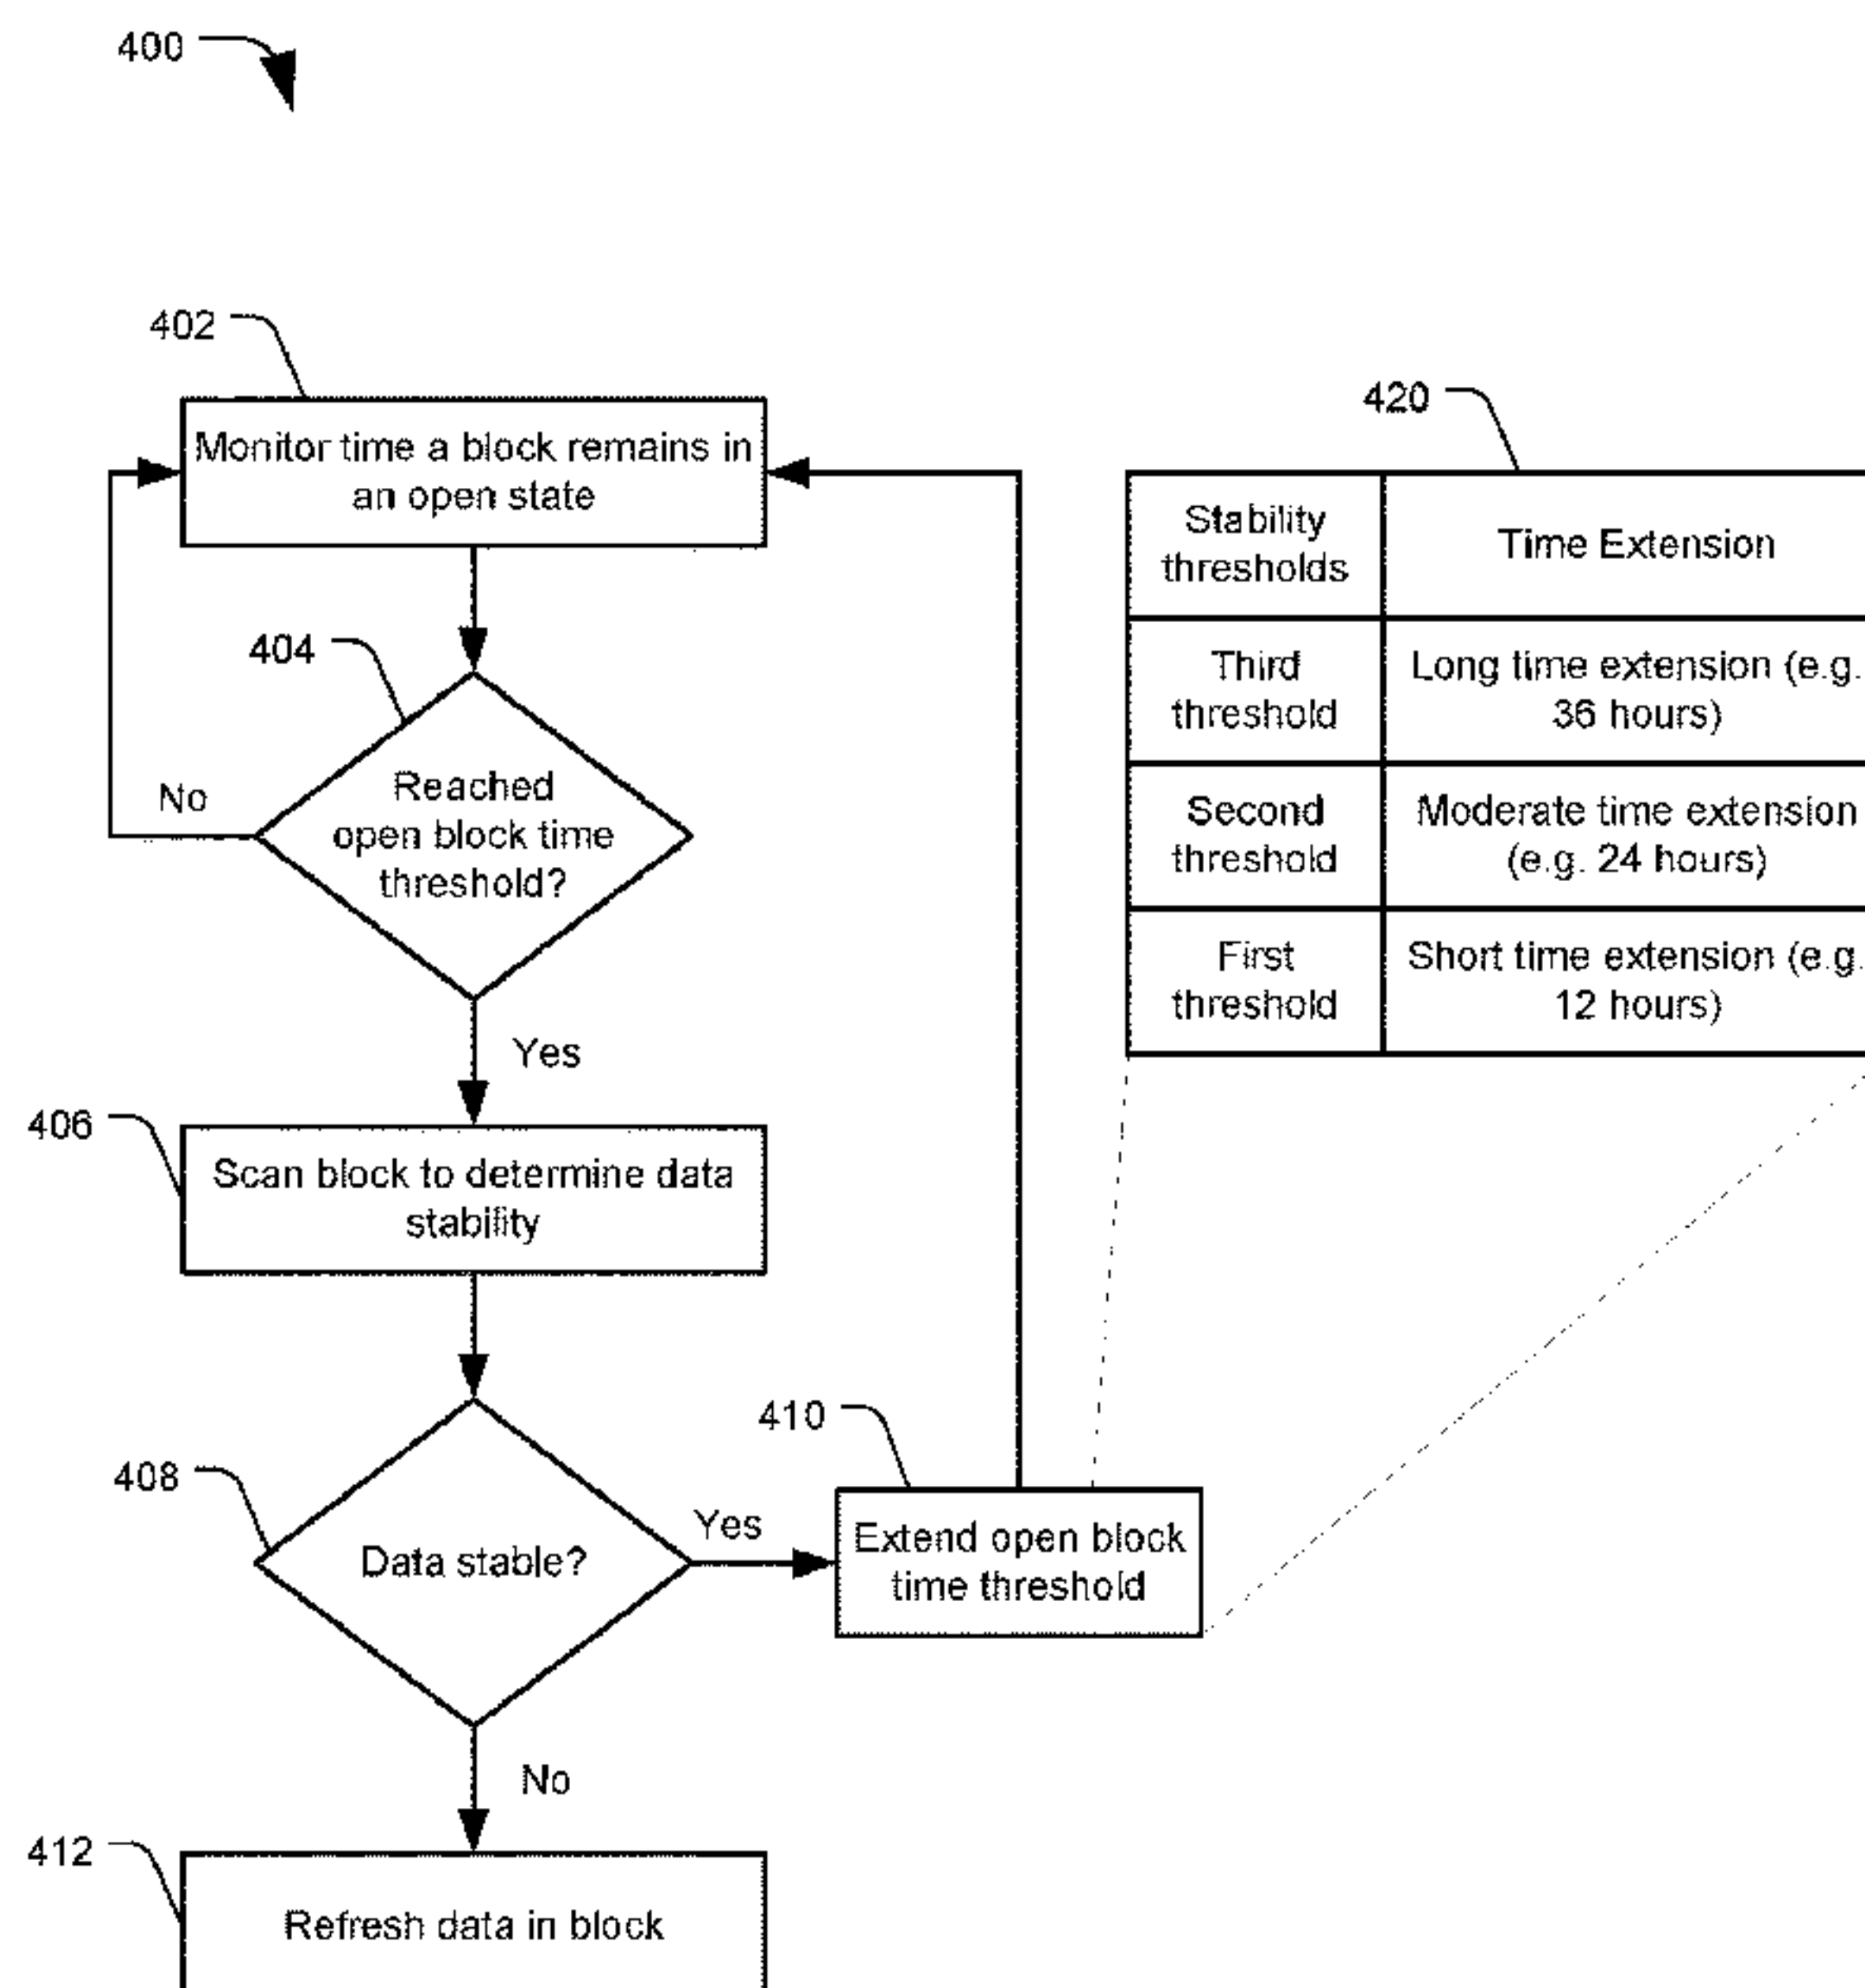 400
402
Monitor time a block remains in
an open state
404
No
Reached
open block time
threshold?
Yes
406
Scan block to determine data
stability
408
Data stable?
Yes
410
Extend open block
time threshold
No
412
Refresh data in block
420
Stability
thresholds
Time Extension
Third
threshold
Long time extension (e.g.
36 hours)
Second
threshold
Moderate time extension
(e.g. 24 hours)
First
threshold
Short time extension (e.g.
12 hours)